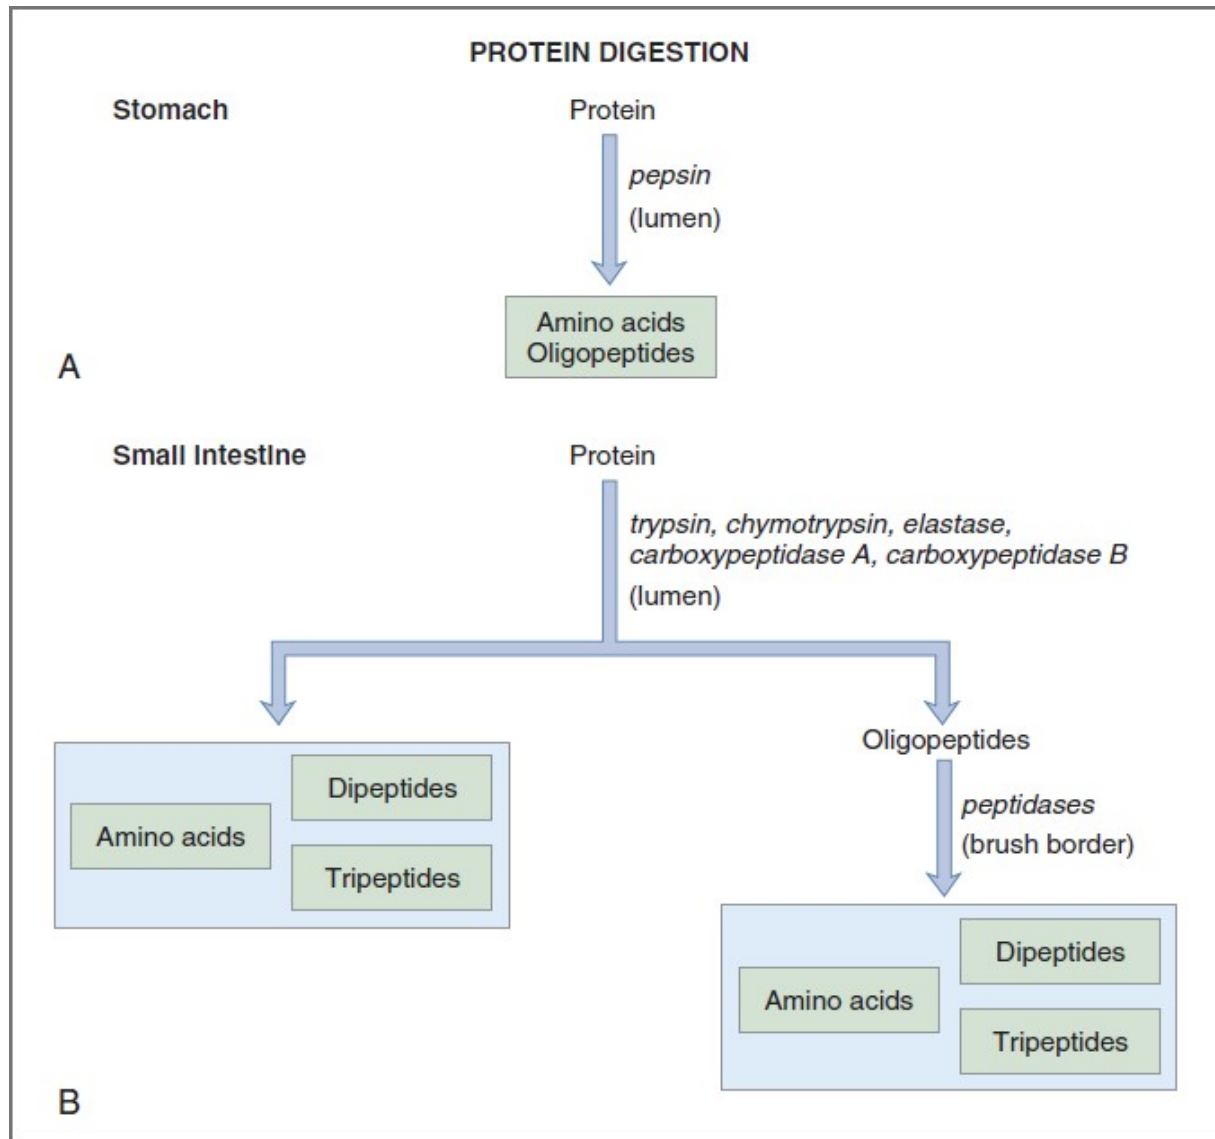 PROTEIN DIGESTION
Stomach
Protein
pepsin
(lumen)
Amino acids
Oligopeptides
A
Small Intestine
Protein
trypsin, chymotrypsin, elastase,
carboxypeptidase A, carboxypeptidase B
(lumen)
Amino acids
Dipeptides
Tripeptides
Oligopeptides
peptidases
(brush border)
Amino acids
Dipeptides
Tripeptides
B